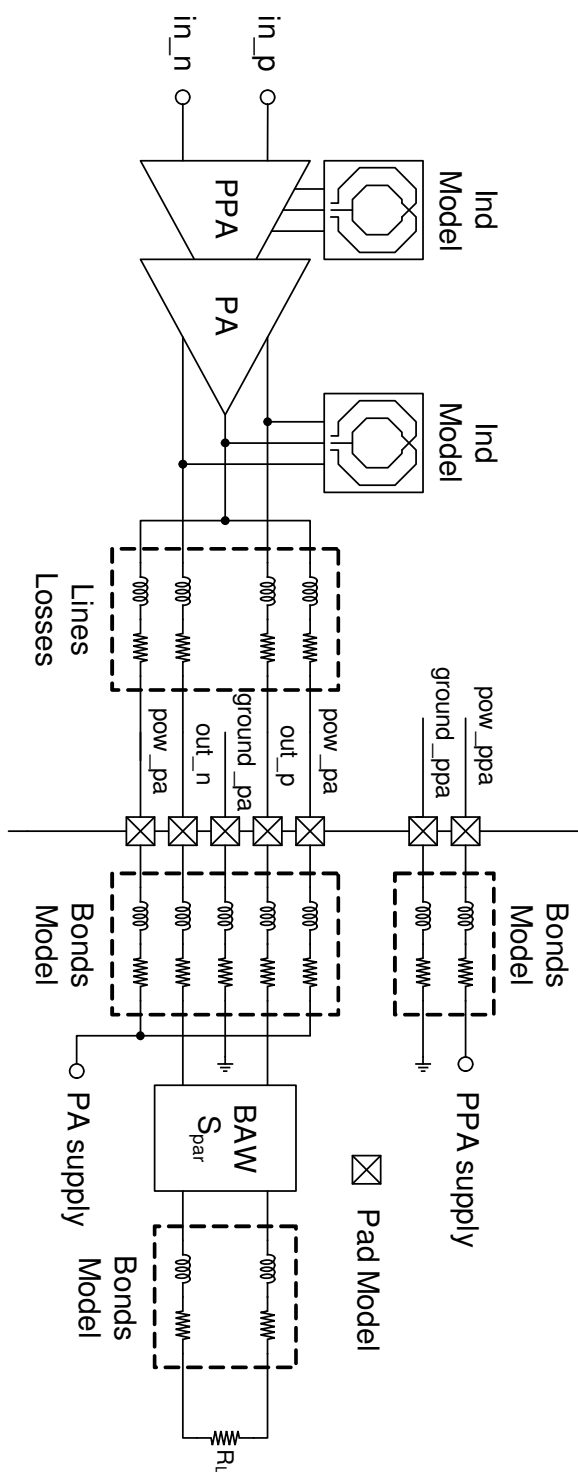 in_p
in_n
PPA
PA
Ind
Model
Ind
Model
Lines
Losses
pow_ppa
ground_ppa
pow_pa
out_p
ground_pa
out_n
pow_pa
Bonds
Model
Bonds
Model
PPA supply
PA supply
Pad Model
BAW
Spar
Bonds
Model
RL